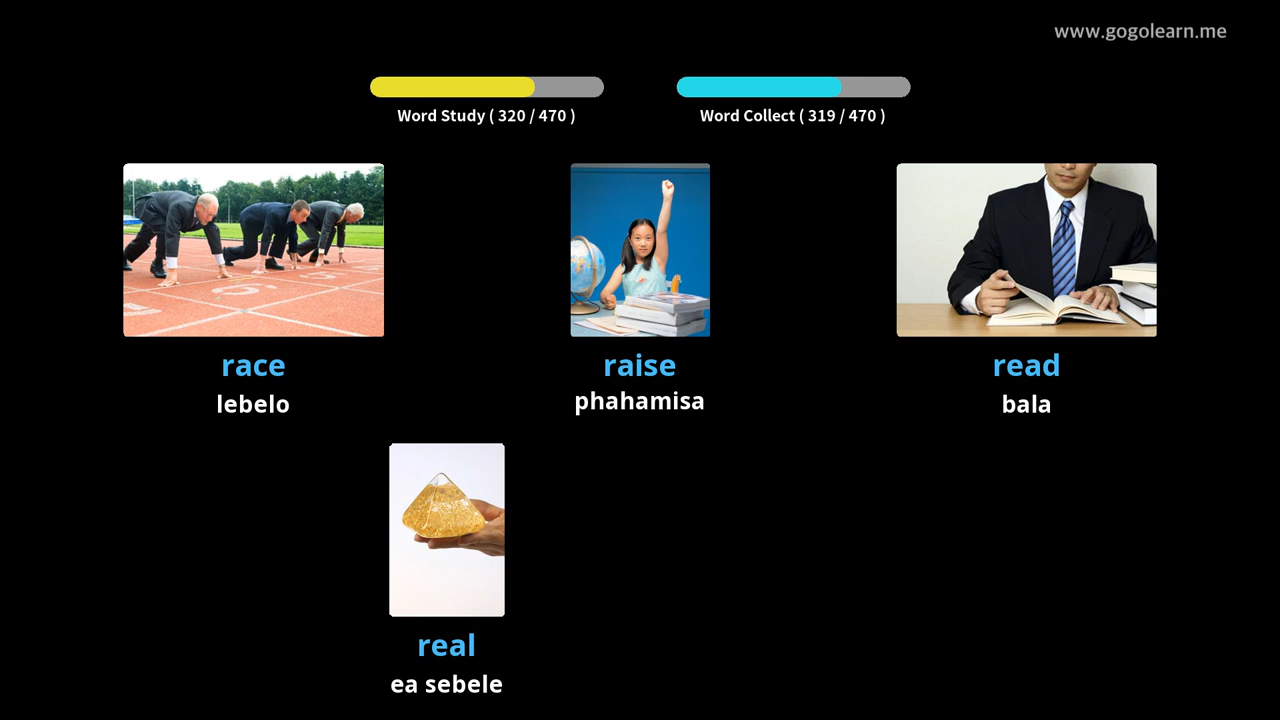 www.gogolearn.me
Word Study ( 320 / 470 )
Word Collect ( 319 / 470 )
race
lebelo
raise
phahamisa
read
bala
real
ea sebele